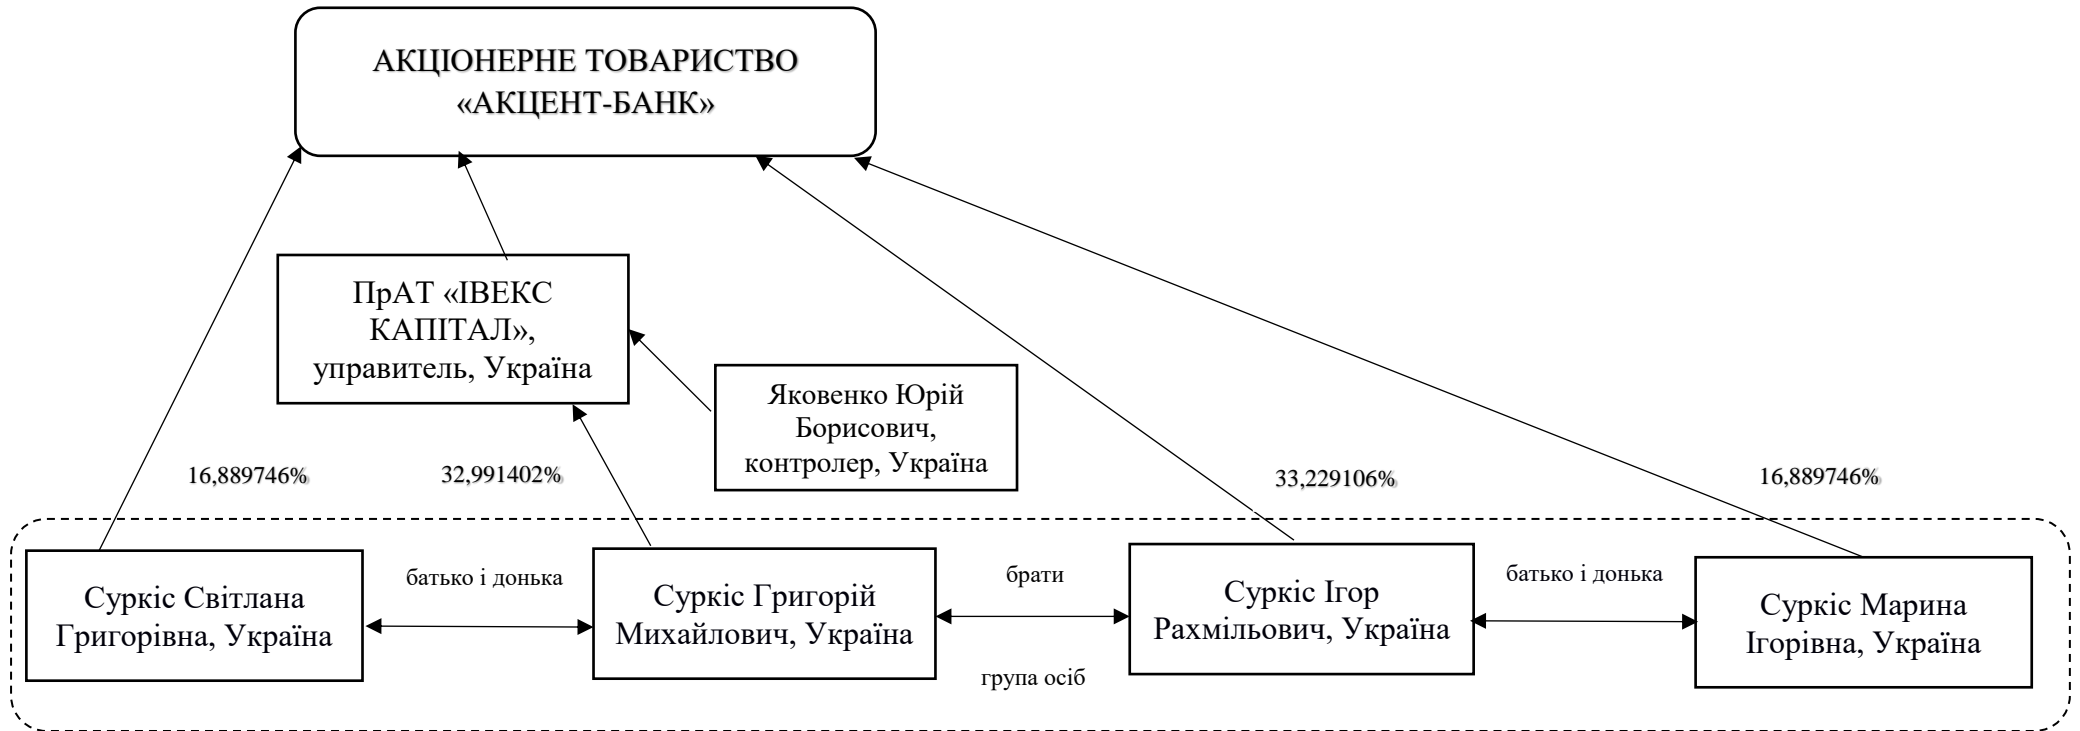 АКЦІОНЕРНЕ ТОВАРИСТВО
«АКЦЕНТ-БАНК»
ПрАТ «ІВЕКС
КАПІТАЛ»,
управитель, Україна
Яковенко Юрій
Борисович,
контролер, Україна
16,889746%
32,991402%
33,229106%
16,889746%
Суркіс Світлана
Григорівна, Україна
батько і донька
Суркіс Григорій
Михайлович, Україна
брати
група осіб
Суркіс Ігор
Рахмільович, Україна
батько і донька
Суркіс Марина
Ігорівна, Україна